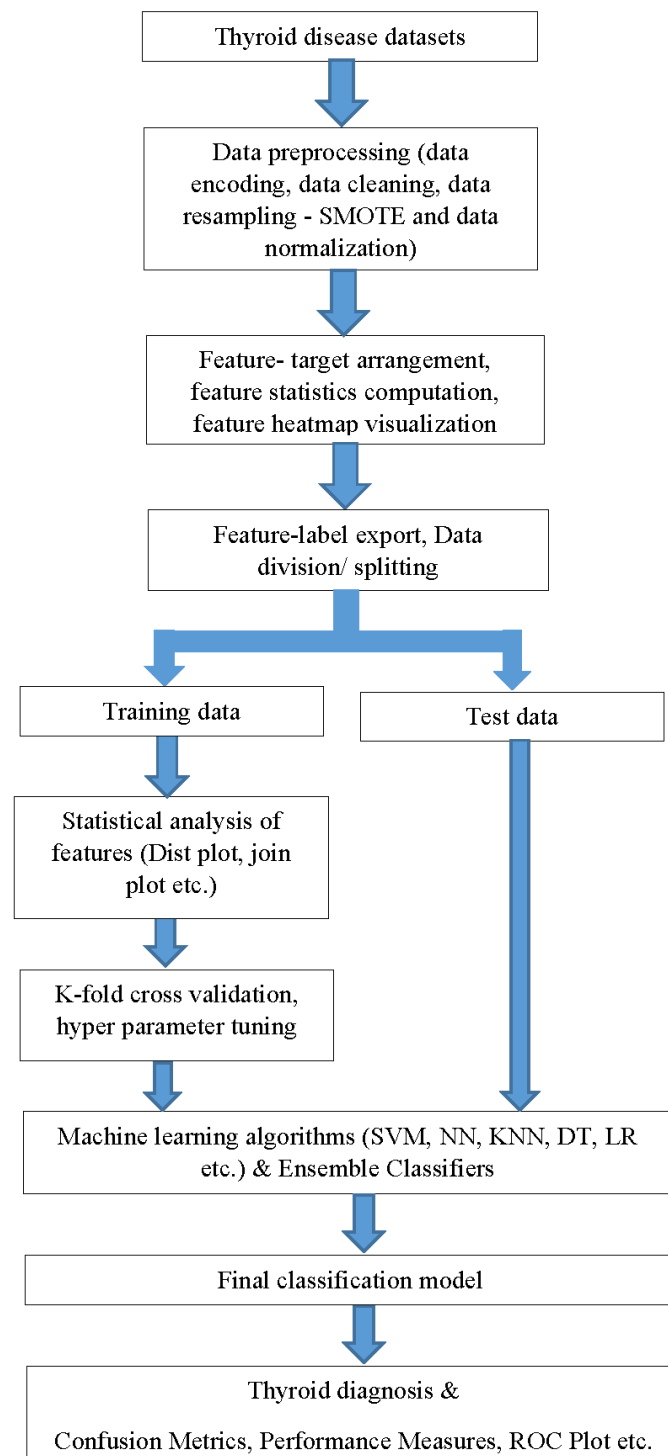 Thyroid disease datasets
Data preprocessing (data
encoding, data cleaning, data
resampling - SMOTE and data
normalization)
Feature- target arrangement,
feature statistics computation,
feature heatmap visualization
Feature-label export, Data
division/ splitting
Training data
Test data
Statistical analysis of
features (Dist plot, join
plot etc.)
K-fold cross validation,
hyper parameter tuning
Machine learning algorithms (SVM, NN, KNN, DT, LR
etc.) & Ensemble Classifiers
Final classification model
Thyroid diagnosis &
Confusion Metrics, Performance Measures, ROC Plot etc.